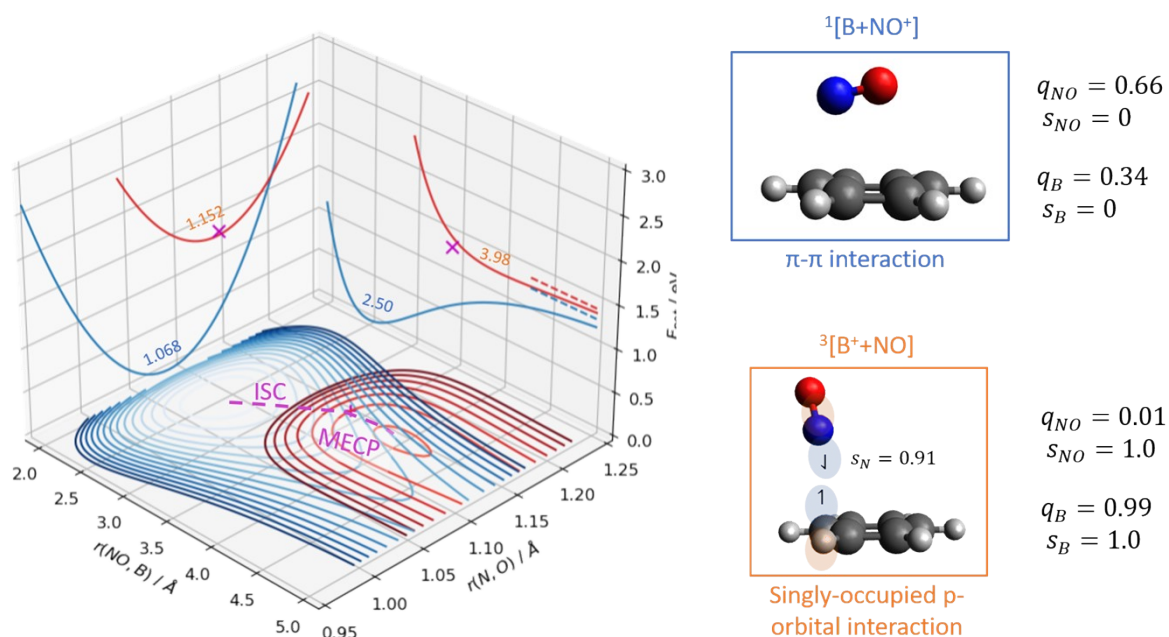 1.152
1.068
3.98
2.50
ISC
MECP
3.0
2.5
2.0
1.5
1.0
0.5
0.0
2.0
2.5
3.0
3.5
4.0
4.5
5.0
r(NO, B) / Å
0.95
1.00
1.05
1.10
1.15
1.20
1.25
r(N, O) / Å
/ eV
¹[B+NO⁺]
q_NO = 0.66
s_NO = 0
q_B = 0.34
s_B = 0
π-π interaction
³[B⁺+NO]
s_N = 0.91
↿
⇃
q_NO = 0.01
s_NO = 1.0
q_B = 0.99
s_B = 1.0
Singly-occupied p-
orbital interaction